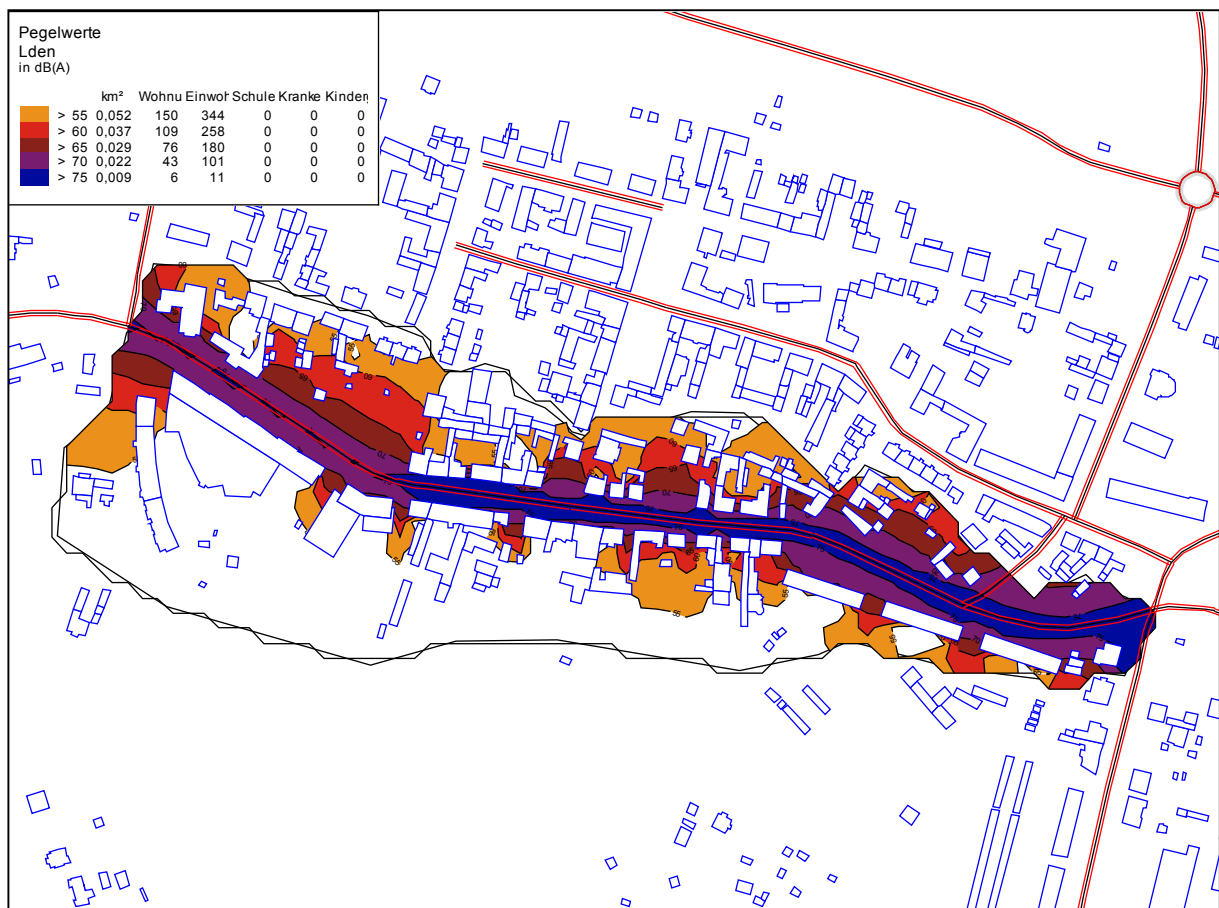 Pegelwerte
Lden
in dB(A)
km² Wohnu Einwoh Schule Kranke Kinder
> 55 0,052 150 344 0 0 0
> 60 0,037 109 258 0 0 0
> 65 0,029 76 180 0 0 0
> 70 0,022 43 101 0 0 0
> 75 0,009 6 11 0 0 0